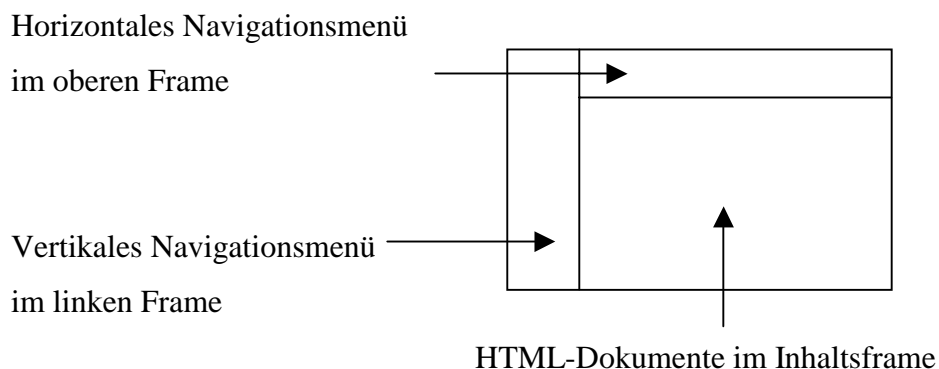 Horizontales Navigationsmenü
im oberen Frame
Vertikales Navigationsmenü
im linken Frame
HTML-Dokumente im Inhaltsframe